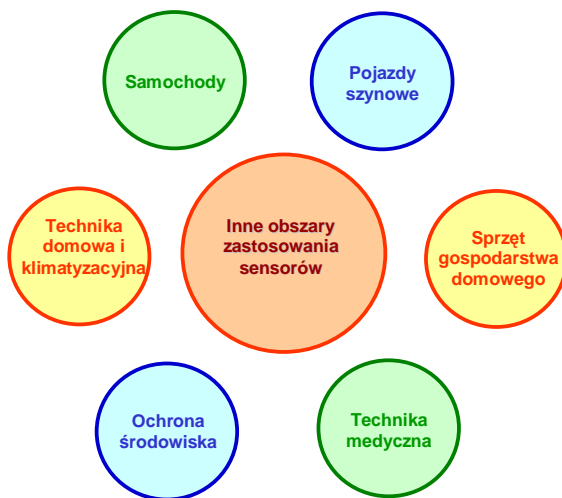 Samochody
Pojazdy
szynowe
Technika
domowa i
klimatyzacyjna
Inne obszary
zastosowania
sensorów
Sprzęt
gospodarstwa
domowego
Ochrona
środowiska
Technika
medyczna